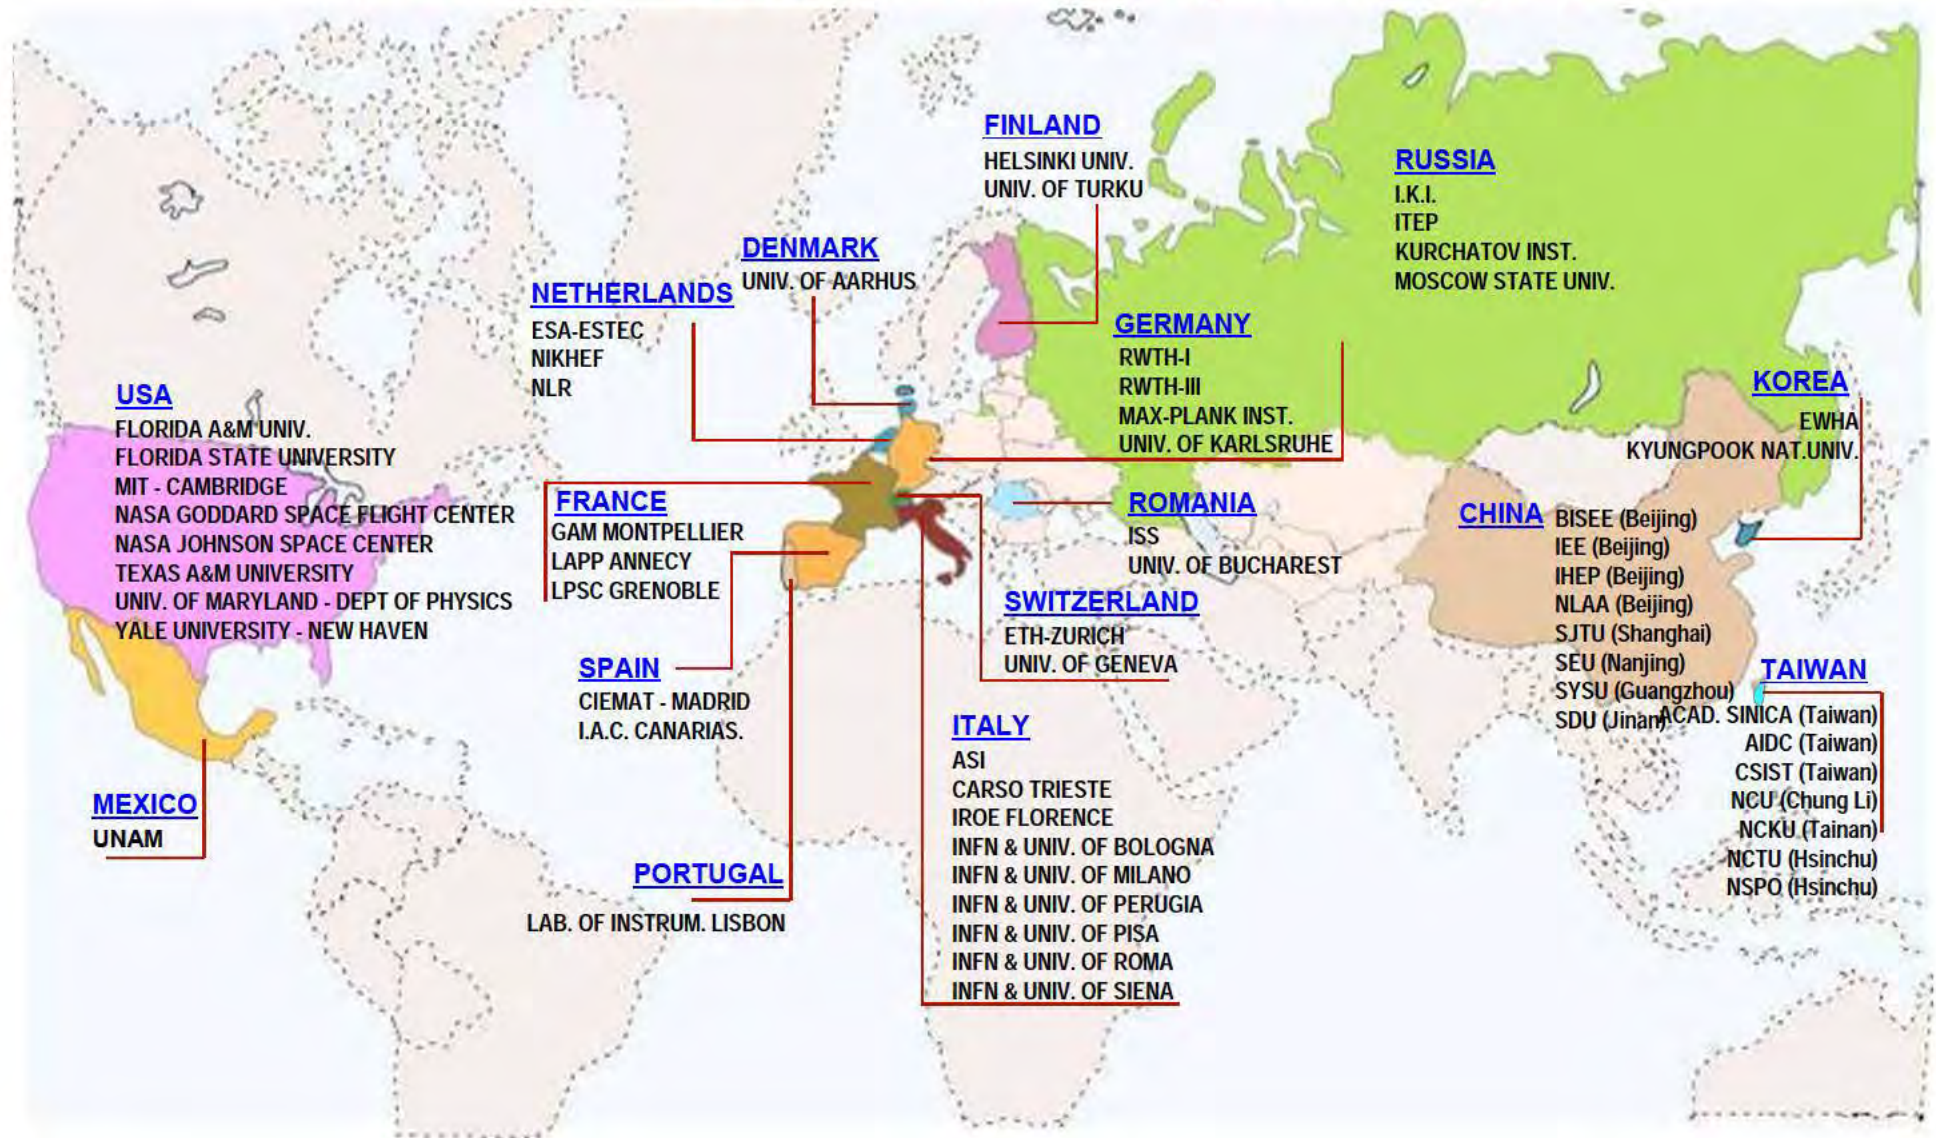 FINLAND
HELSINKI UNIV.
UNIV. OF TURKU
RUSSIA
I.K.I.
ITEP
KURCHATOV INST.
MOSCOW STATE UNIV.
DENMARK
UNIV. OF AARHUS
NETHERLANDS
ESA-ESTEC
NIKHEF
NLR
GERMANY
RWTH-I
RWTH-III
MAX-PLANK INST.
UNIV. OF KARLSRUHE
KOREA
EWHA
KYUNGPOOK NAT.UNIV.
USA
FLORIDA A&M UNIV.
FLORIDA STATE UNIVERSITY
MIT - CAMBRIDGE
NASA GODDARD SPACE FLIGHT CENTER
NASA JOHNSON SPACE CENTER
TEXAS A&M UNIVERSITY
UNIV. OF MARYLAND - DEPT OF PHYSICS
YALE UNIVERSITY - NEW HAVEN
FRANCE
GAM MONTPELLIER
LAPP ANNECY
LPSC GRENOBLE
ROMANIA
ISS
UNIV. OF BUCHAREST
CHINA
BISEE (Beijing)
IEE (Beijing)
IHEP (Beijing)
NLAA (Beijing)
SJTU (Shanghai)
SEU (Nanjing)
SYSU (Guangzhou)
SDU (Jinan)
SWITZERLAND
ETH-ZURICH
UNIV. OF GENEVA
SPAIN
CIEMAT - MADRID
I.A.C. CANARIAS.
TAIWAN
ACAD. SINICA (Taiwan)
AIDC (Taiwan)
CSIST (Taiwan)
NCU (Chung Li)
NCKU (Tainan)
NCTU (Hsinchu)
NSPO (Hsinchu)
ITALY
ASI
CARSO TRIESTE
IROE FLORENCE
INFN & UNIV. OF BOLOGNA
INFN & UNIV. OF MILANO
INFN & UNIV. OF PERUGIA
INFN & UNIV. OF PISA
INFN & UNIV. OF ROMA
INFN & UNIV. OF SIENA
MEXICO
UNAM
PORTUGAL
LAB. OF INSTRUM. LISBON